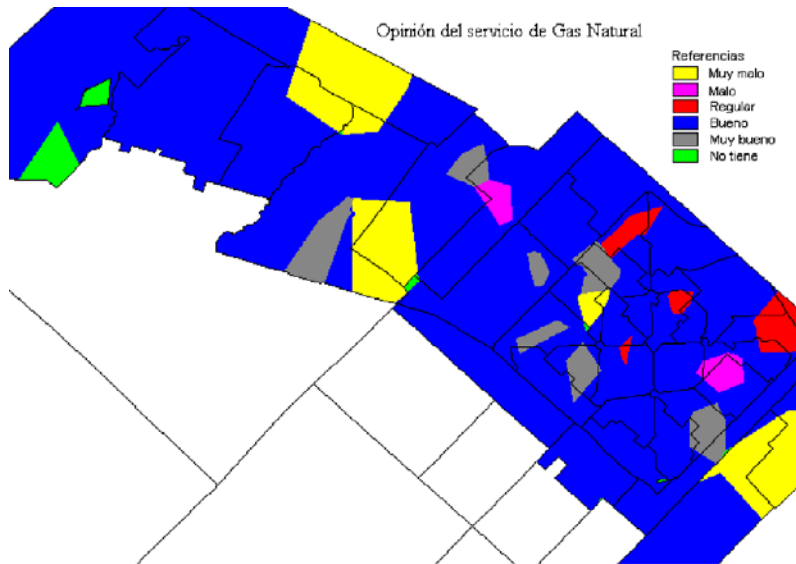 Opinión del servicio de Gas Natural
Referencias
Muy malo
Malo
Regular
Bueno
Muy bueno
No tiene